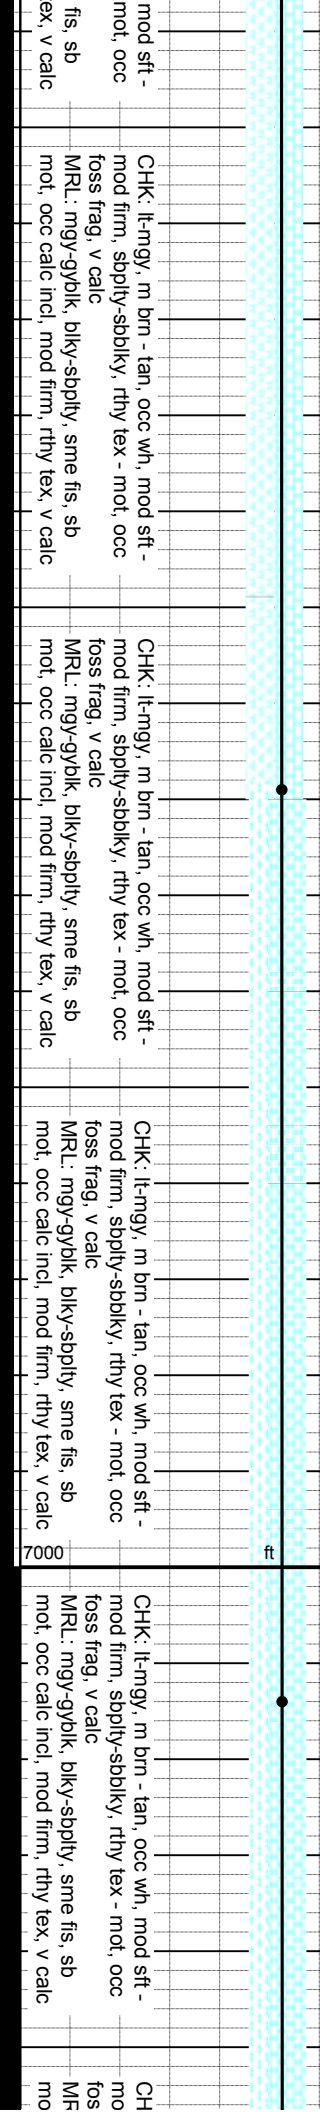 mod sft -
mot, occ
fis, sb
ex, v calc
CHK: lt-mgy, m brn - tan, occ wh, mod sft -
mod firm, sbplty-sbblky, rthy tex - mot, occ
foss frag, v calc
MRL: mgy-gyblk, blky-sbplty, sme fis, sb
mot, occ calc incl, mod firm, rthy tex, v calc
CHK: lt-mgy, m brn - tan, occ wh, mod sft -
mod firm, sbplty-sbblky, rthy tex - mot, occ
foss frag, v calc
MRL: mgy-gyblk, blky-sbplty, sme fis, sb
mot, occ calc incl, mod firm, rthy tex, v calc
CHK: lt-mgy, m brn - tan, occ wh, mod sft -
mod firm, sbplty-sbblky, rthy tex - mot, occ
foss frag, v calc
MRL: mgy-gyblk, blky-sbplty, sme fis, sb
mot, occ calc incl, mod firm, rthy tex, v calc
7000 ft
CHK: lt-mgy, m brn - tan, occ wh, mod sft -
mod firm, sbplty-sbblky, rthy tex - mot, occ
foss frag, v calc
MRL: mgy-gyblk, blky-sbplty, sme fis, sb
mot, occ calc incl, mod firm, rthy tex, v calc
CH
mo
fos
MR
mo